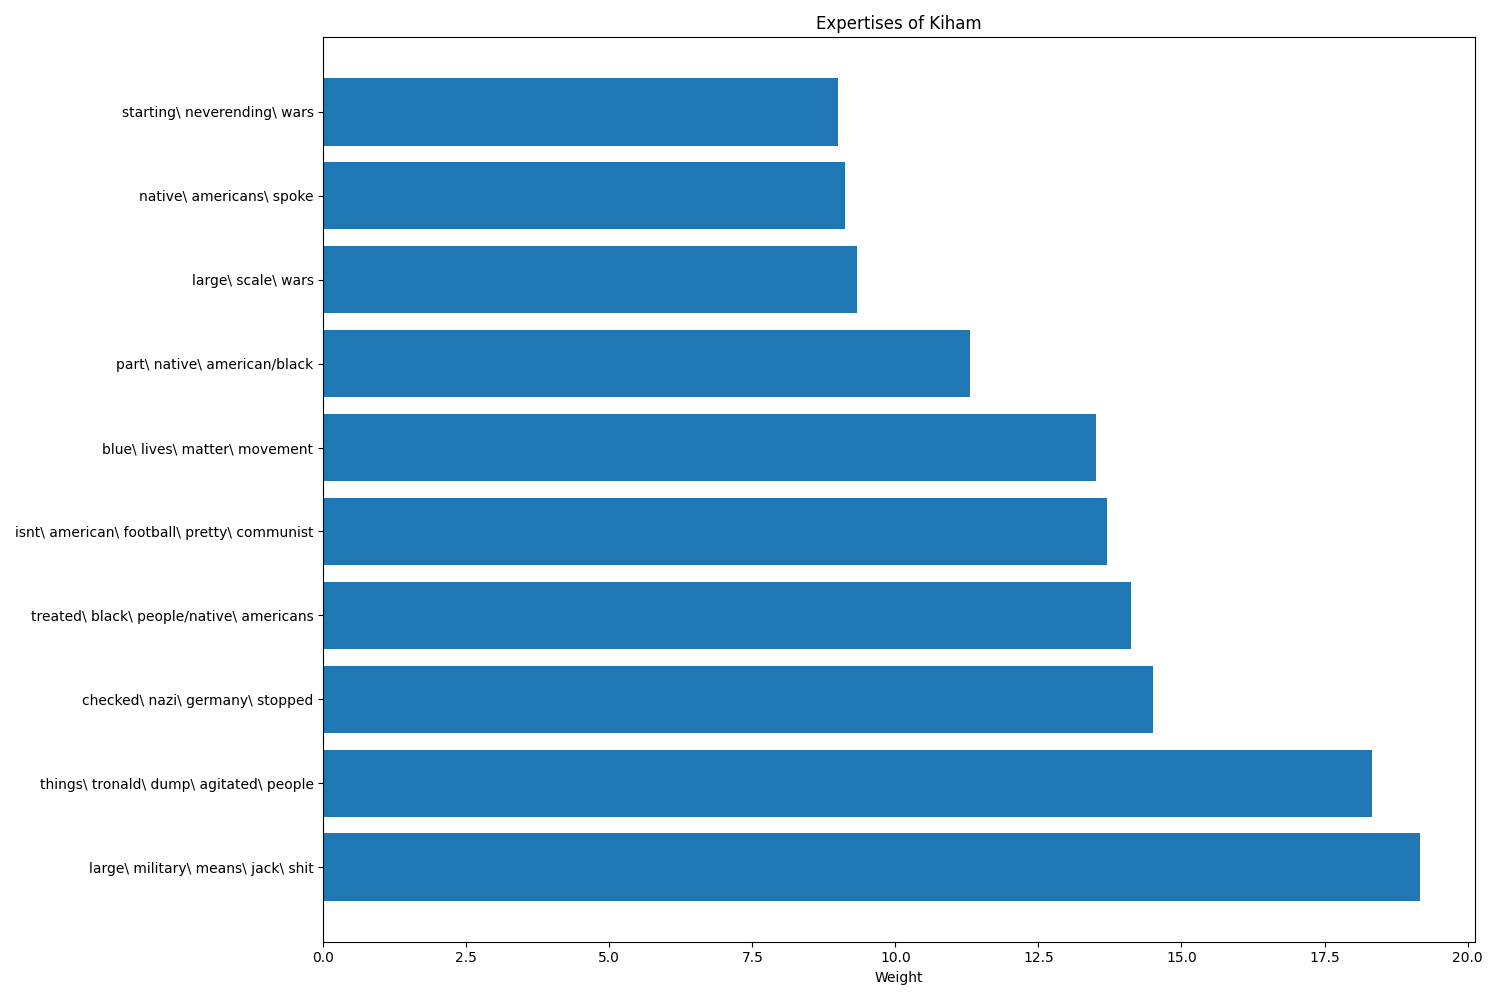 Expertises of Kiham
starting\ neverending\ wars
native\ americans\ spoke
large\ scale\ wars
part\ native\ american/black
blue\ lives\ matter\ movement
isnt\ american\ football\ pretty\ communist
treated\ black\ people/native\ americans
checked\ nazi\ germany\ stopped
things\ tronald\ dump\ agitated\ people
large\ military\ means\ jack\ shit
0.0 2.5 5.0 7.5 10.0 12.5 15.0 17.5 20.0
Weight